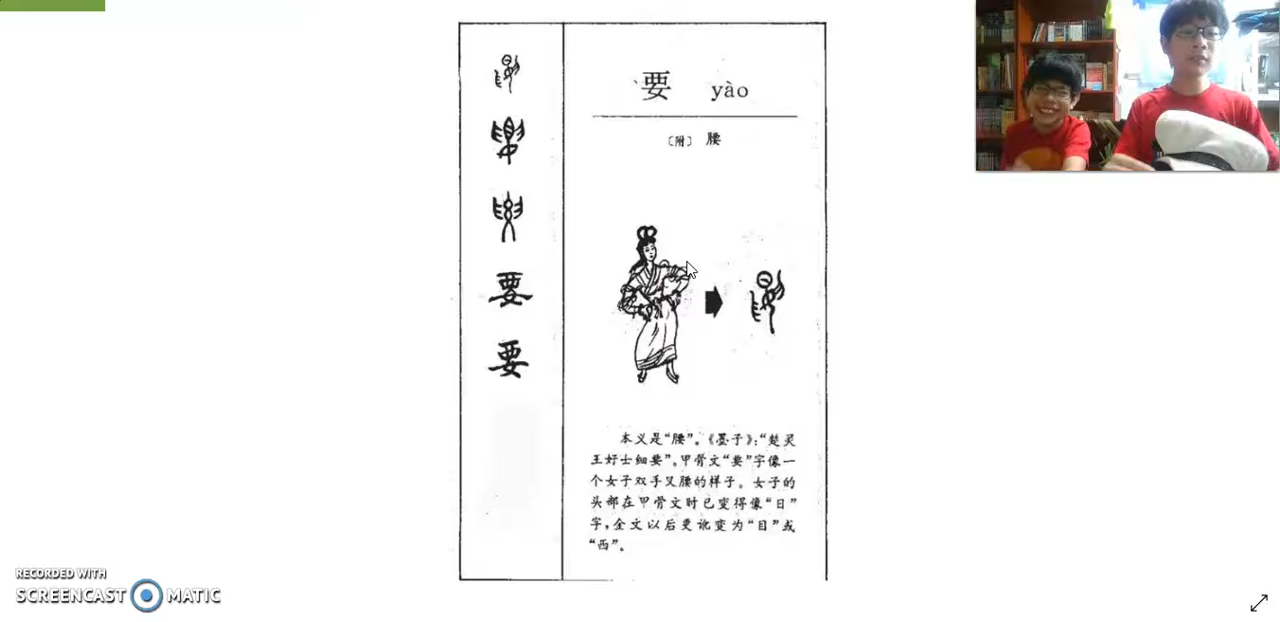 要 yào
〔附〕 腰
要
要
本义是“腰”。《墨子》：“楚灵
王好士细要”。甲骨文“要”字像一
个女子双手叉腰的样子。女子的
头部在甲骨文时已变得像“日”
字，金文以后更讹变为“目”或
“西”。
RECORDED WITH
SCREENCAST MATIC